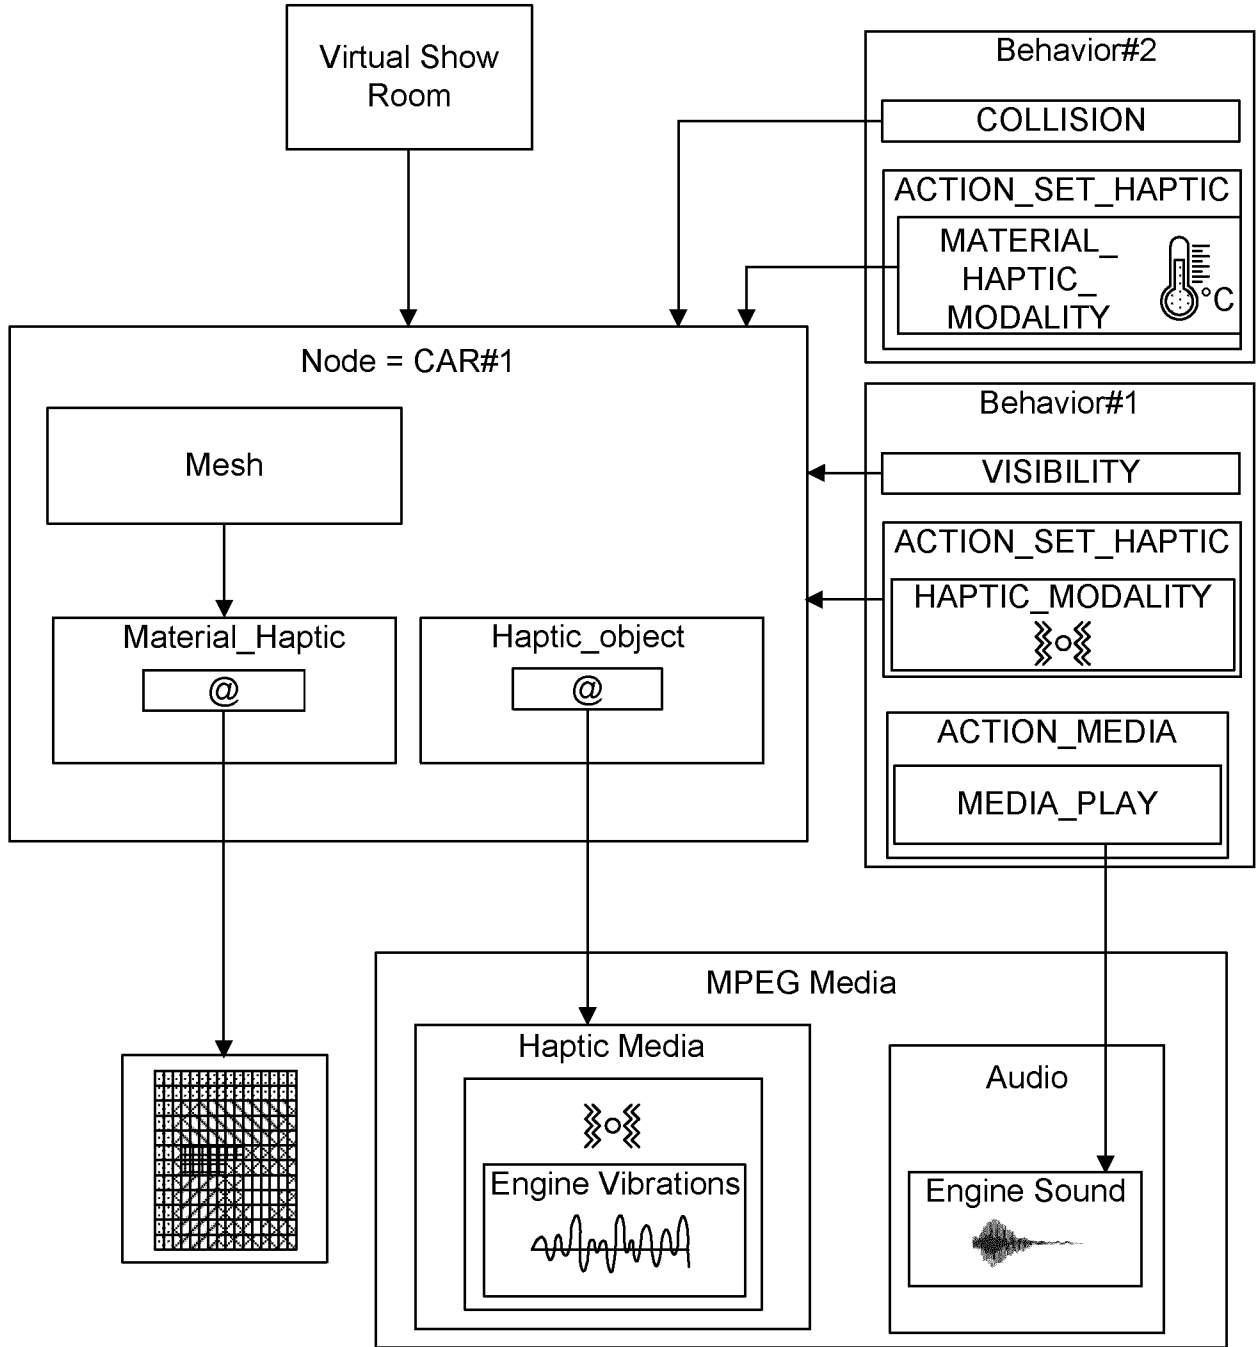 Virtual Show
Room
Behavior#2
COLLISION
ACTION_SET_HAPTIC
MATERIAL_
HAPTIC_
MODALITY
°C
Node = CAR#1
Mesh
Material_Haptic
@
Haptic_object
@
Behavior#1
VISIBILITY
ACTION_SET_HAPTIC
HAPTIC_MODALITY
ACTION_MEDIA
MEDIA_PLAY
MPEG Media
Haptic Media
Engine Vibrations
Audio
Engine Sound